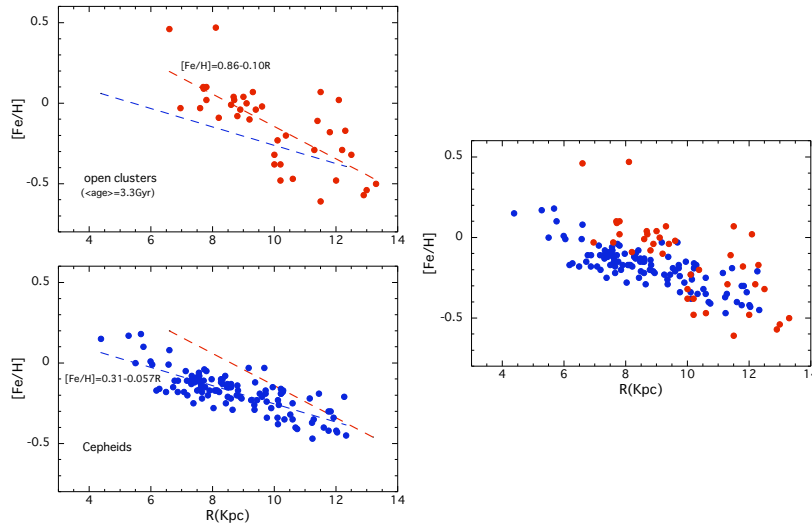 0.5
[Fe/H]=0.86-0.10R
0
[Fe/H]
-0.5
open clusters
(<age>=3.3Gyr)
4 6 8 10 12 14
0.5
0
[Fe/H]
[Fe/H]=0.31-0.057R
-0.5
Cepheids
4 6 8 10 12 14
R(Kpc)
0.5
0
[Fe/H]
-0.5
4 6 8 10 12 14
R(Kpc)